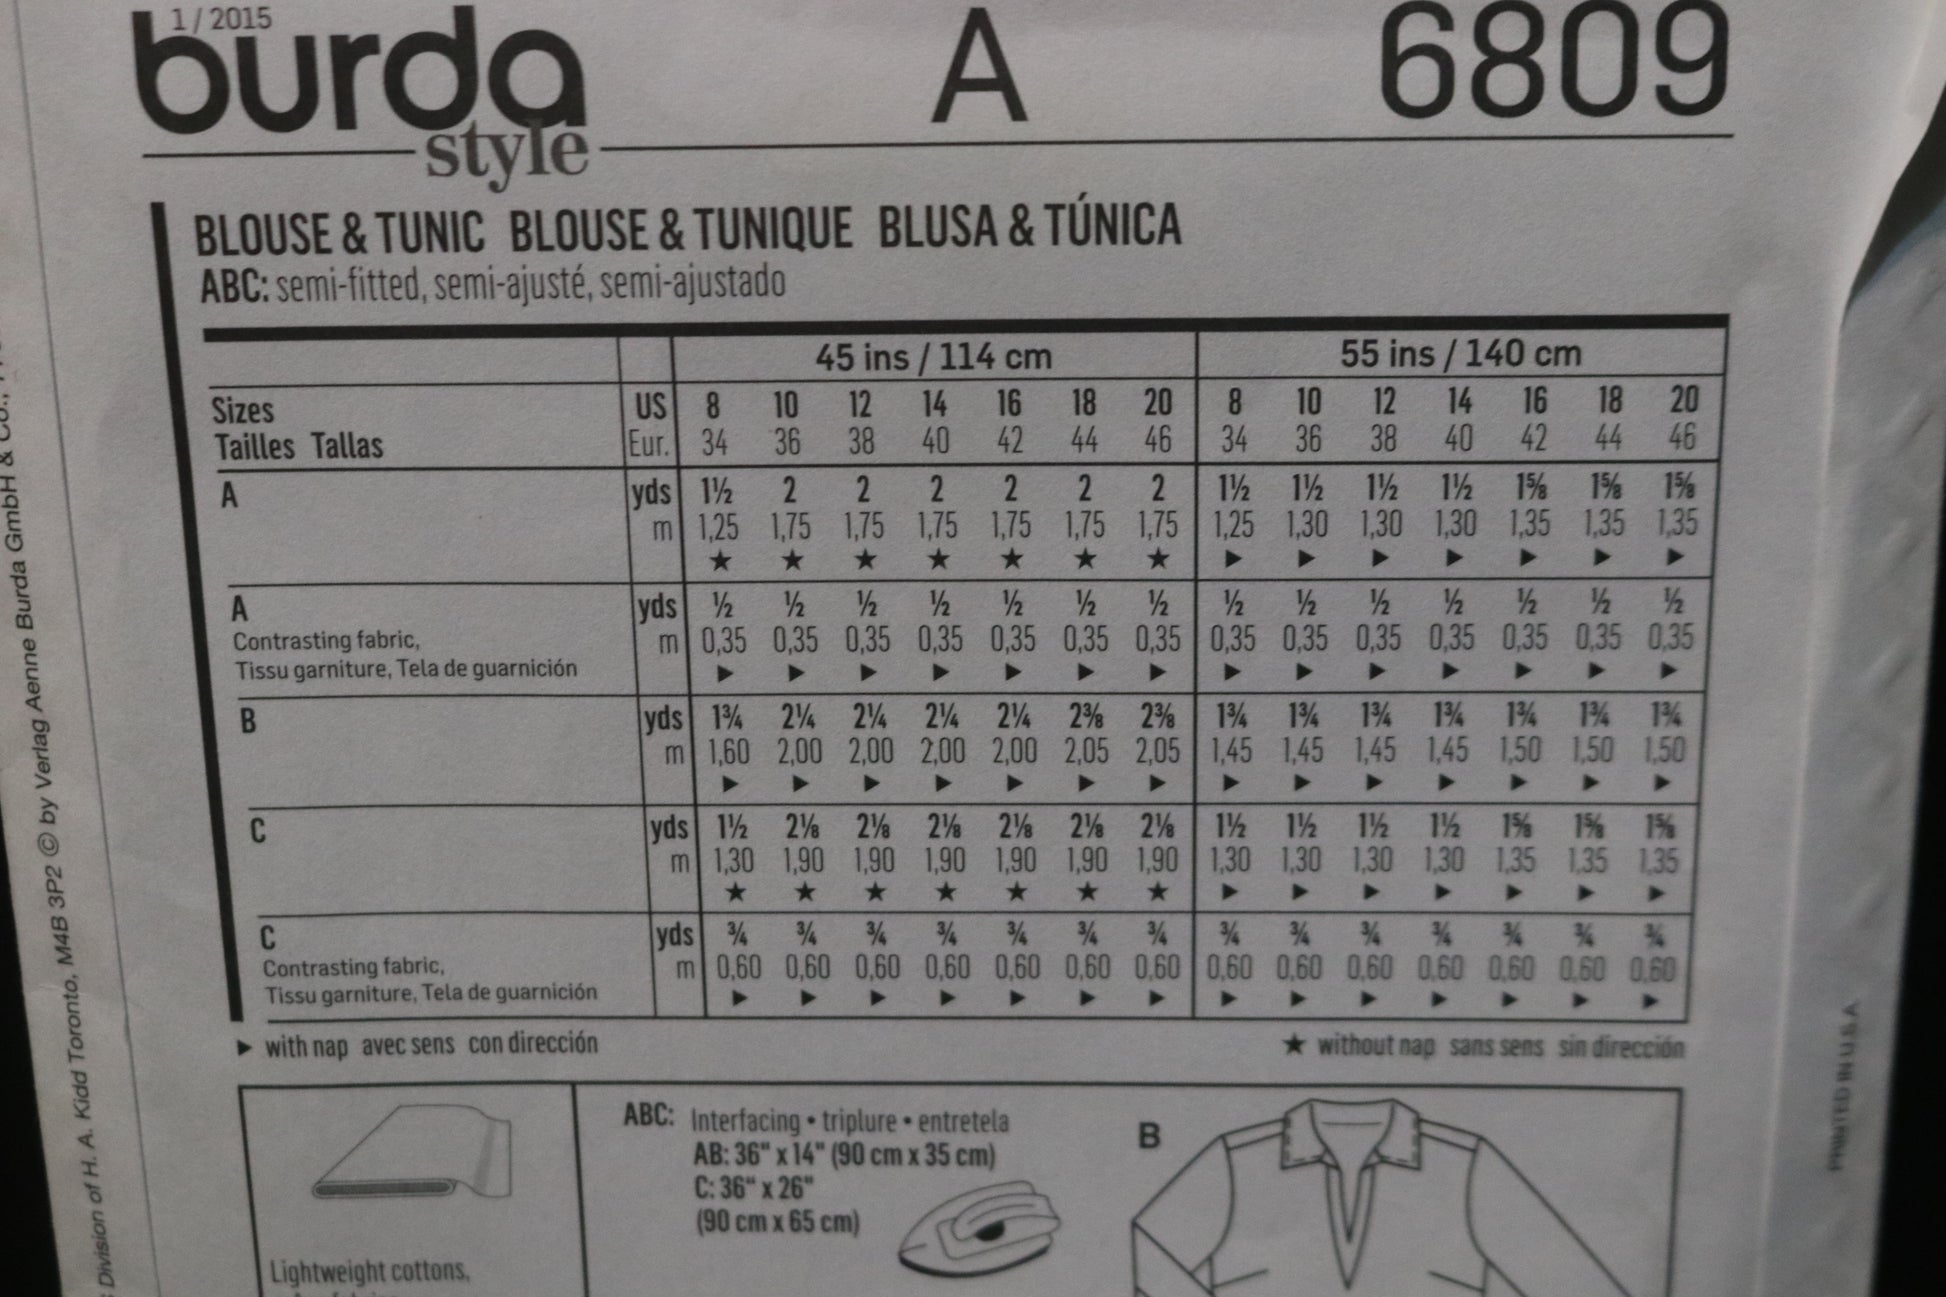 1 / 2015
burda
style
A
6809
BLOUSE & TUNIC BLOUSE & TUNIQUE BLUSA & TÚNICA
ABC: semi-fitted, semi-ajusté, semi-ajustado
45 ins / 114 cm 55 ins / 140 cm
Sizes US 8 10 12 14 16 18 20 8 10 12 14 16 18 20
Tailles Tallas Eur. 34 36 38 40 42 44 46 34 36 38 40 42 44 46
A yds 1½ 2 2 2 2 2 2 1½ 1½ 1½ 1½ 1⅝ 1⅝ 1⅝
m 1,25 1,75 1,75 1,75 1,75 1,75 1,75 1,25 1,30 1,30 1,30 1,35 1,35 1,35
★ ★ ★ ★ ★ ★ ★ ▶ ▶ ▶ ▶ ▶ ▶ ▶
A yds ½ ½ ½ ½ ½ ½ ½ ½ ½ ½ ½ ½ ½ ½
Contrasting fabric, m 0,35 0,35 0,35 0,35 0,35 0,35 0,35 0,35 0,35 0,35 0,35 0,35 0,35 0,35
Tissu garniture, Tela de guarnición ▶ ▶ ▶ ▶ ▶ ▶ ▶ ▶ ▶ ▶ ▶ ▶ ▶ ▶
B yds 1¾ 2¼ 2¼ 2¼ 2¼ 2⅜ 2⅜ 1¾ 1¾ 1¾ 1¾ 1¾ 1¾ 1¾
m 1,60 2,00 2,00 2,00 2,00 2,05 2,05 1,45 1,45 1,45 1,45 1,50 1,50 1,50
▶ ▶ ▶ ▶ ▶ ▶ ▶ ▶ ▶ ▶ ▶ ▶ ▶ ▶
C yds 1½ 2⅛ 2⅛ 2⅛ 2⅛ 2⅛ 2⅛ 1½ 1½ 1½ 1½ 1⅝ 1⅝ 1⅝
m 1,30 1,90 1,90 1,90 1,90 1,90 1,90 1,30 1,30 1,30 1,30 1,35 1,35 1,35
★ ★ ★ ★ ★ ★ ★ ▶ ▶ ▶ ▶ ▶ ▶ ▶
C yds ¾ ¾ ¾ ¾ ¾ ¾ ¾ ¾ ¾ ¾ ¾ ¾ ¾ ¾
Contrasting fabric, m 0,60 0,60 0,60 0,60 0,60 0,60 0,60 0,60 0,60 0,60 0,60 0,60 0,60 0,60
Tissu garniture, Tela de guarnición ▶ ▶ ▶ ▶ ▶ ▶ ▶ ▶ ▶ ▶ ▶ ▶ ▶ ▶
▶ with nap avec sens con dirección ★ without nap sans sens sin dirección
ABC: Interfacing • triplure • entretela
AB: 36" x 14" (90 cm x 35 cm)
C: 36" x 26"
(90 cm x 65 cm)
B
Lightweight cottons,
Division of H. A. Kidd Toronto, M4B 3P2 © by Verlag Aenne Burda GmbH & Co.,
PRINTED IN U.S.A